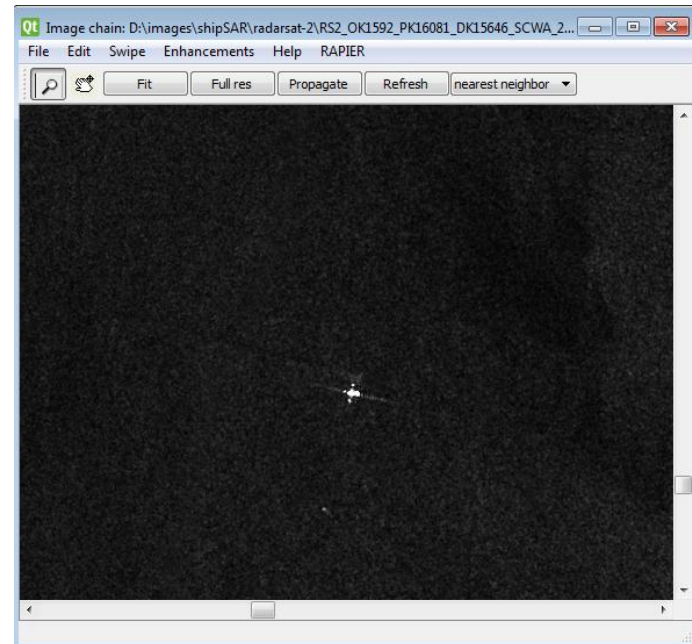 Qt Image chain: D:\images\shipSAR\radarsat-2\RS2_OK1592_PK16081_DK15646_SCWA_2...
File Edit Swipe Enhancements Help RAPIER
Fit Full res Propagate Refresh nearest neighbor